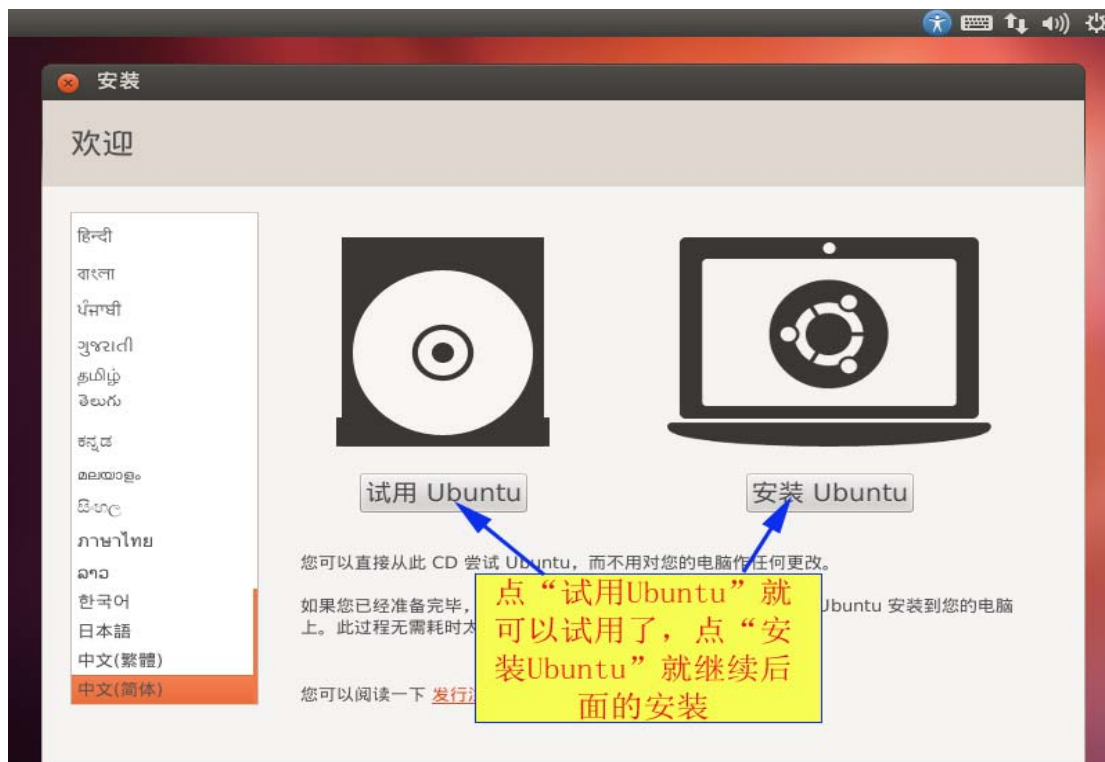 安装
欢迎
हिन्दी
বাংলা
ਪੰਜਾਬੀ
ગુજરાતી
தமிழ்
తెలుగు
ಕನ್ನಡ
മലയാളം
සිංහල
ภาษาไทย
ລາວ
한국어
日本語
中文(繁體)
中文(简体)
试用 Ubuntu
安装 Ubuntu
您可以直接从此 CD 尝试 Ubuntu，而不用对您的电脑作任何更改。
如果您已经准备完毕， Ubuntu 安装到您的电脑
上。此过程无需耗时
您可以阅读一下 发行
点“试用Ubuntu”就
可以试用了，点“安
装Ubuntu”就继续后
面的安装